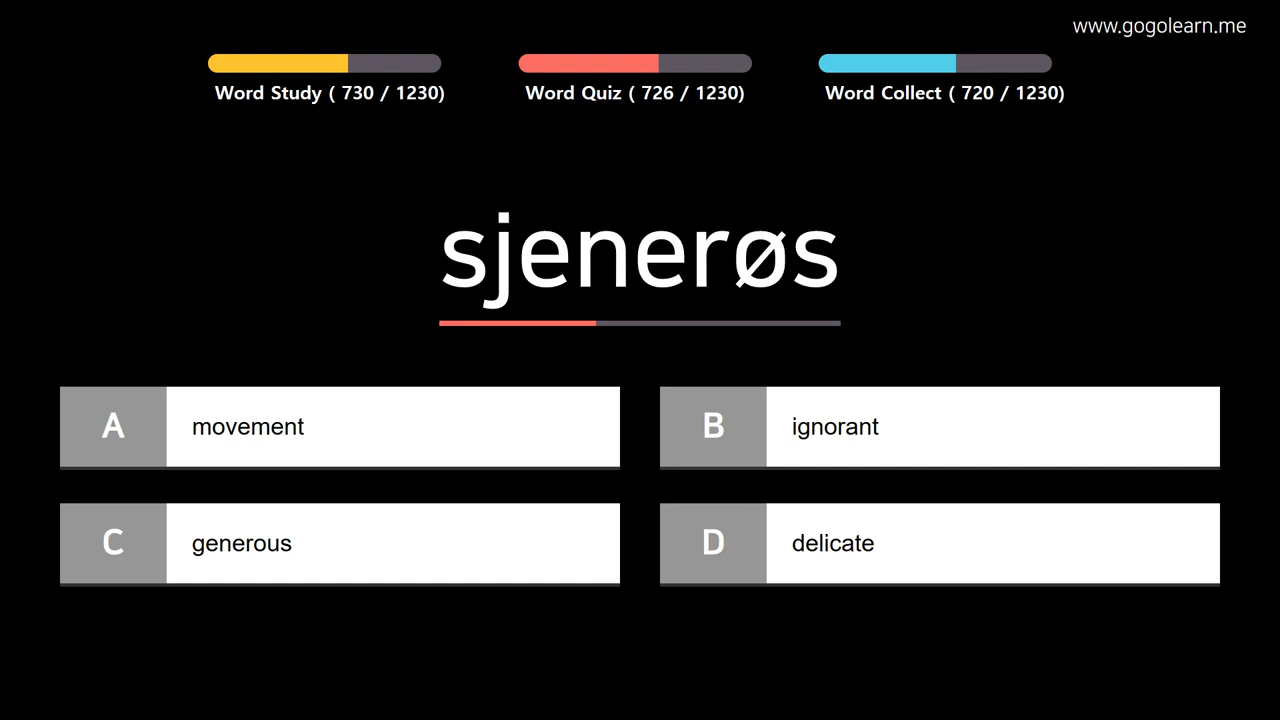 www.gogolearn.me
Word Study ( 730 / 1230)
Word Quiz ( 726 / 1230)
Word Collect ( 720 / 1230)
sjenerøs
A movement
B ignorant
C generous
D delicate